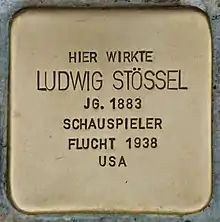 HIER WIRKTE
LUDWIG STÖSSEL
JG. 1883
SCHAUSPIELER
FLUCHT 1938
USA